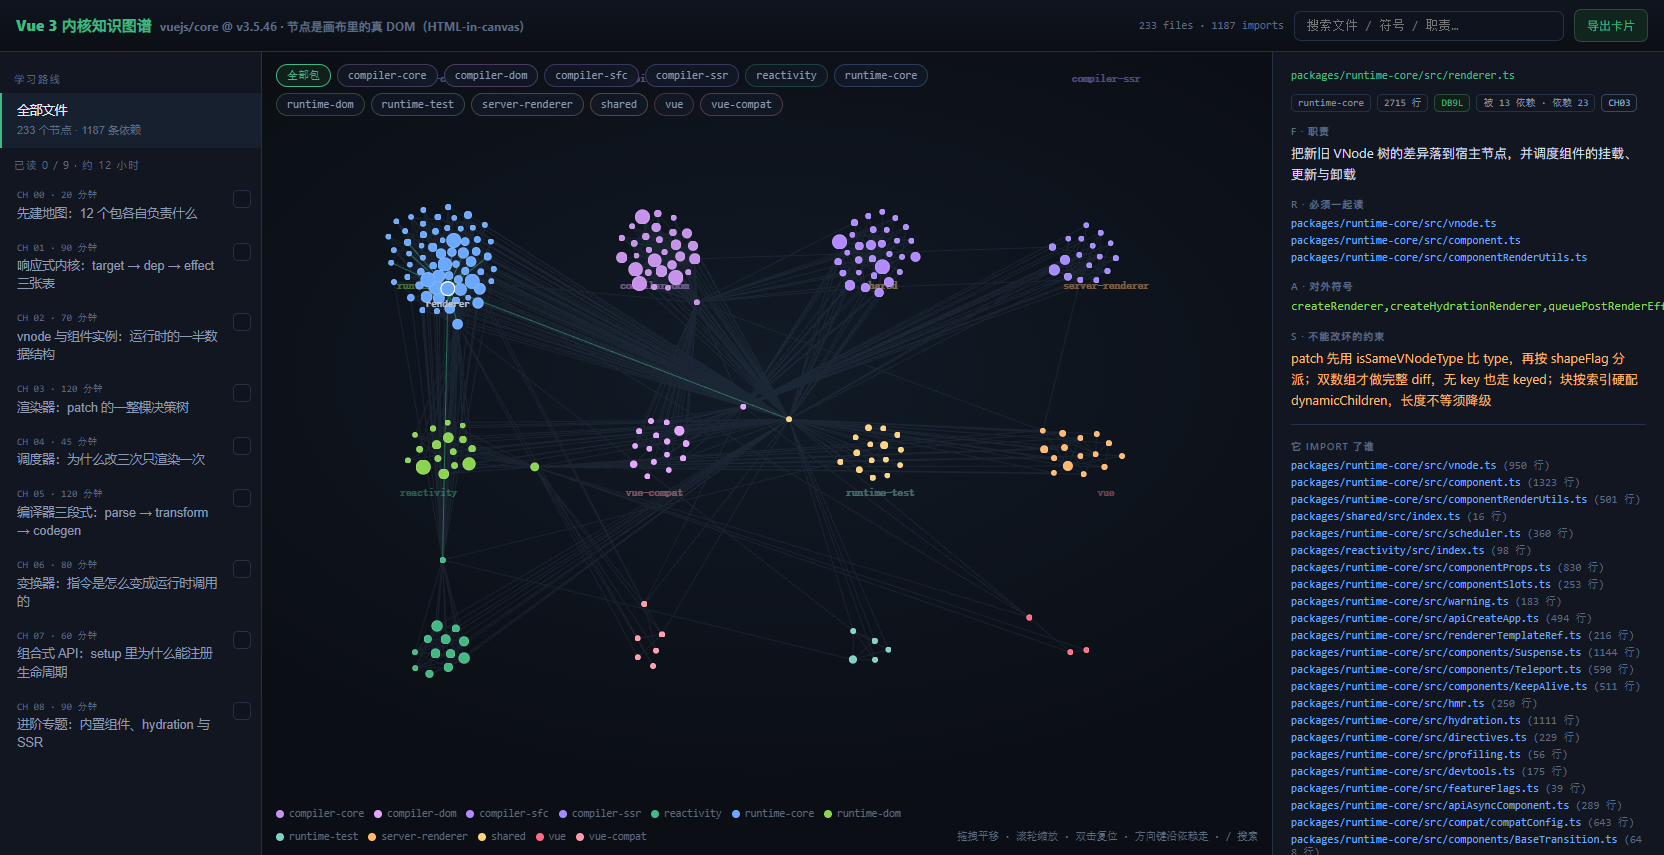 Vue 3 内核知识图谱 vuejs/core @ v3.5.46 · 节点是画布里的真 DOM（HTML-in-canvas）
233 files · 1187 imports
搜索文件 / 符号 / 职责…
导出卡片
学习路线
全部文件
233 个节点 · 1187 条依赖
已读 0 / 9 · 约 12 小时
CH 00 · 20 分钟
先建地图：12 个包各自负责什么
CH 01 · 90 分钟
响应式内核：target → dep → effect
三张表
CH 02 · 70 分钟
vnode 与组件实例：运行时的一半数
据结构
CH 03 · 120 分钟
渲染器：patch 的一整棵决策树
CH 04 · 45 分钟
调度器：为什么改三次只渲染一次
CH 05 · 120 分钟
编译器三段式：parse → transform
→ codegen
CH 06 · 80 分钟
变换器：指令是怎么变成运行时调用
的
CH 07 · 60 分钟
组合式 API：setup 里为什么能注册
生命周期
CH 08 · 90 分钟
进阶专题：内置组件、hydration 与
SSR
全部包 compiler-core compiler-dom compiler-sfc compiler-ssr reactivity runtime-core
runtime-dom runtime-test server-renderer shared vue vue-compat
compiler-ssr
renderer
server-renderer
reactivity
vue-compat
runtime-test
vue
compiler-core compiler-dom compiler-sfc compiler-ssr reactivity runtime-core runtime-dom
runtime-test server-renderer shared vue vue-compat
拖拽平移 · 滚轮缩放 · 双击复位 · 方向键沿依赖走 · / 搜索
packages/runtime-core/src/renderer.ts
runtime-core 2715 行 DB9L 被 13 依赖 · 依赖 23 CH03
F · 职责
把新旧 VNode 树的差异落到宿主节点，并调度组件的挂载、
更新与卸载
R · 必须一起读
packages/runtime-core/src/vnode.ts
packages/runtime-core/src/component.ts
packages/runtime-core/src/componentRenderUtils.ts
A · 对外符号
createRenderer,createHydrationRenderer,queuePostRenderEff
S · 不能改坏的约束
patch 先用 isSameVNodeType 比 type，再按 shapeFlag 分
派；双数组才做完整 diff，无 key 也走 keyed；块按索引硬配
dynamicChildren，长度不等须降级
它 IMPORT 了谁
packages/runtime-core/src/vnode.ts (950 行)
packages/runtime-core/src/component.ts (1323 行)
packages/runtime-core/src/componentRenderUtils.ts (501 行)
packages/shared/src/index.ts (16 行)
packages/runtime-core/src/scheduler.ts (360 行)
packages/reactivity/src/index.ts (98 行)
packages/runtime-core/src/componentProps.ts (830 行)
packages/runtime-core/src/componentSlots.ts (253 行)
packages/runtime-core/src/warning.ts (183 行)
packages/runtime-core/src/apiCreateApp.ts (494 行)
packages/runtime-core/src/rendererTemplateRef.ts (216 行)
packages/runtime-core/src/components/Suspense.ts (1144 行)
packages/runtime-core/src/components/Teleport.ts (590 行)
packages/runtime-core/src/components/KeepAlive.ts (511 行)
packages/runtime-core/src/hmr.ts (250 行)
packages/runtime-core/src/hydration.ts (1111 行)
packages/runtime-core/src/directives.ts (229 行)
packages/runtime-core/src/profiling.ts (56 行)
packages/runtime-core/src/devtools.ts (175 行)
packages/runtime-core/src/featureFlags.ts (39 行)
packages/runtime-core/src/apiAsyncComponent.ts (289 行)
packages/runtime-core/src/compat/compatConfig.ts (643 行)
packages/runtime-core/src/components/BaseTransition.ts (64
8 行)